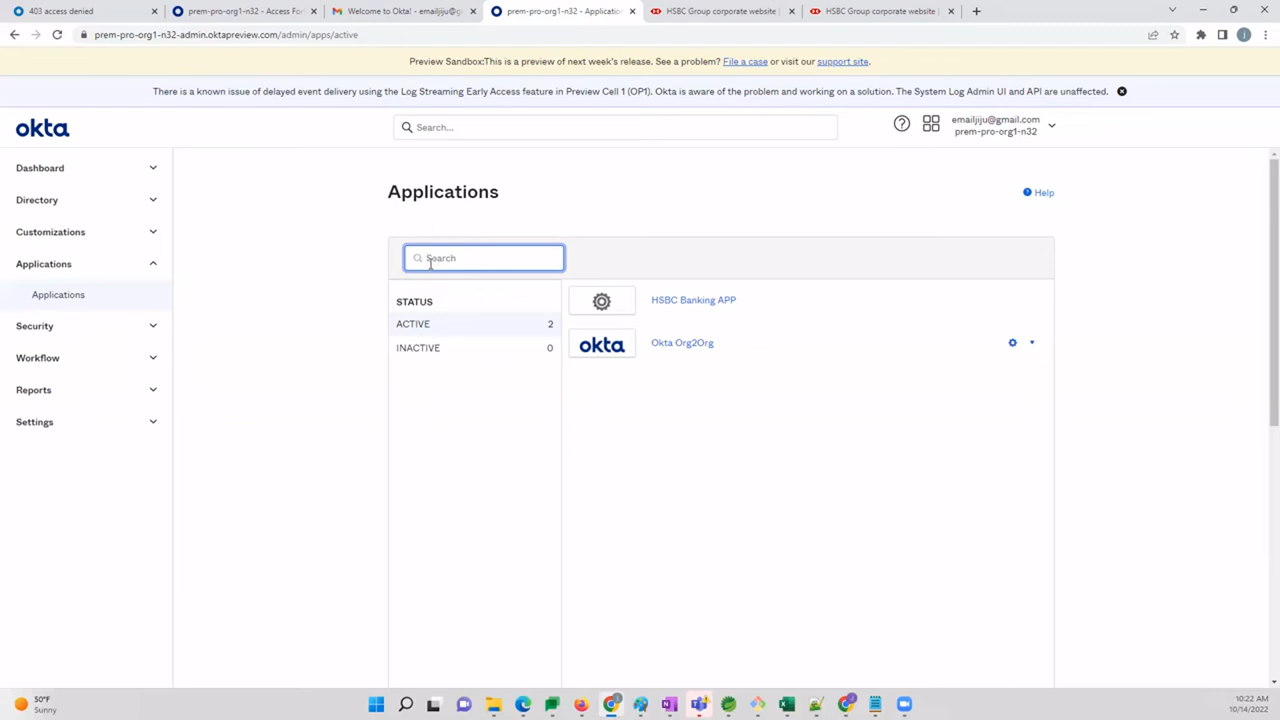 403 access denied
prem-pro-org1-n32 - Access For
Welcome to Okta! - emailjiju@g
prem-pro-org1-n32 - Applicatio
HSBC Group corporate website |
HSBC Group corporate website |
prem-pro-org1-n32-admin.oktapreview.com/admin/apps/active
Preview Sandbox:This is a preview of next week's release. See a problem? File a case or visit our support site.
There is a known issue of delayed event delivery using the Log Streaming Early Access feature in Preview Cell 1 (OP1). Okta is aware of the problem and working on a solution. The System Log Admin UI and API are unaffected.
okta
Search...
emailjiju@gmail.com
prem-pro-org1-n32
Dashboard
Directory
Customizations
Applications
Applications
Security
Workflow
Reports
Settings
Applications
Help
Search
STATUS
ACTIVE 2
INACTIVE 0
HSBC Banking APP
okta Okta Org2Org
50°F
Sunny
10:22 AM
10/14/2022